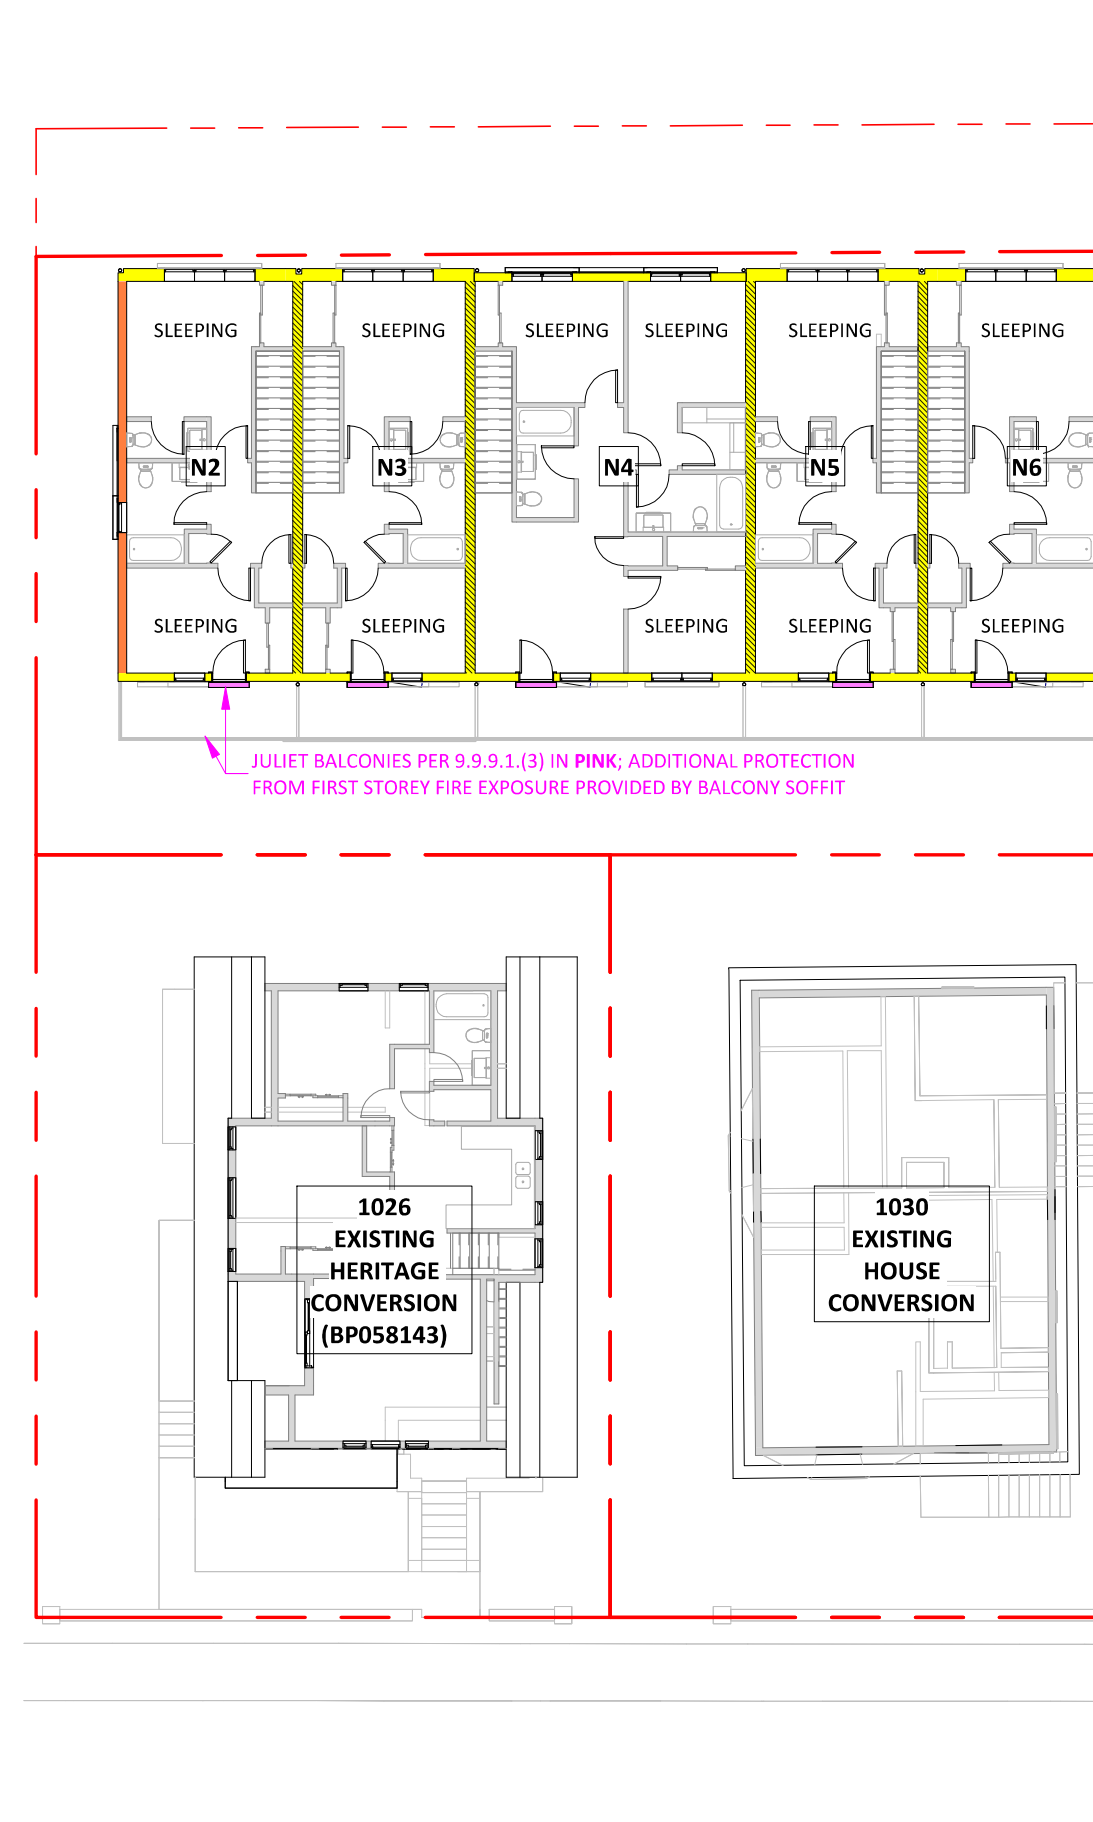 SLEEPING
SLEEPING
SLEEPING
SLEEPING
SLEEPING
SLEEPING
N2
N3
N4
N5
N6
SLEEPING
SLEEPING
SLEEPING
SLEEPING
SLEEPING
JULIET BALCONIES PER 9.9.9.1.(3) IN PINK; ADDITIONAL PROTECTION
FROM FIRST STOREY FIRE EXPOSURE PROVIDED BY BALCONY SOFFIT
1026
EXISTING
HERITAGE
CONVERSION
(BP058143)
1030
EXISTING
HOUSE
CONVERSION